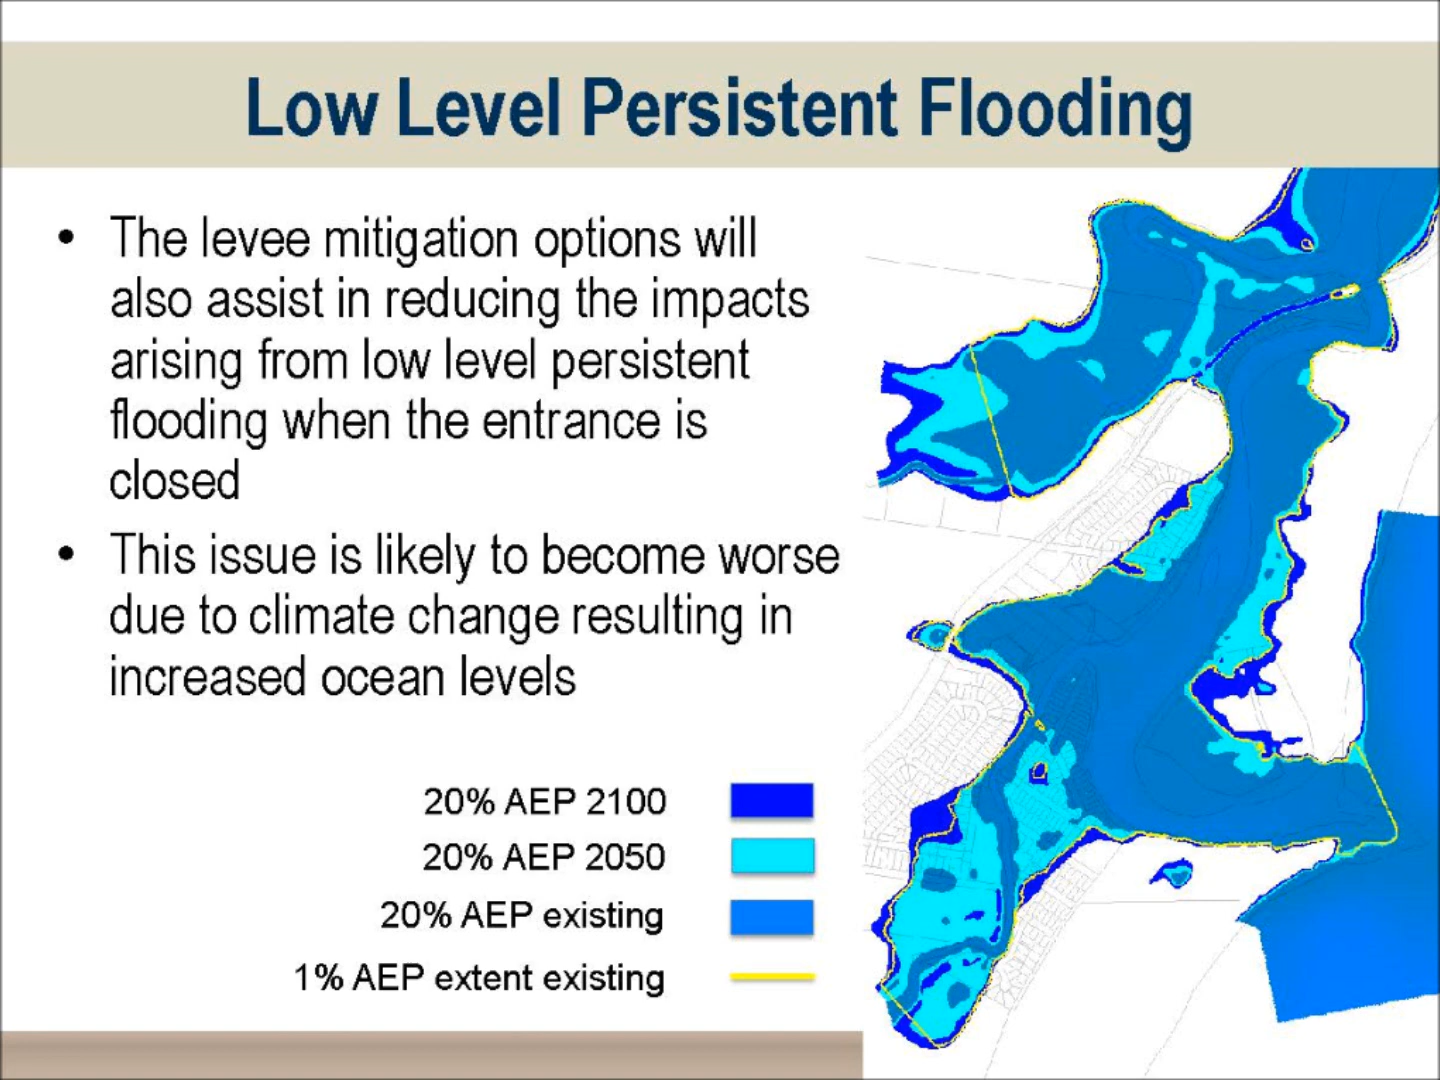 Low Level Persistent Flooding
• The levee mitigation options will
also assist in reducing the impacts
arising from low level persistent
flooding when the entrance is
closed
• This issue is likely to become worse
due to climate change resulting in
increased ocean levels
20% AEP 2100
20% AEP 2050
20% AEP existing
1% AEP extent existing